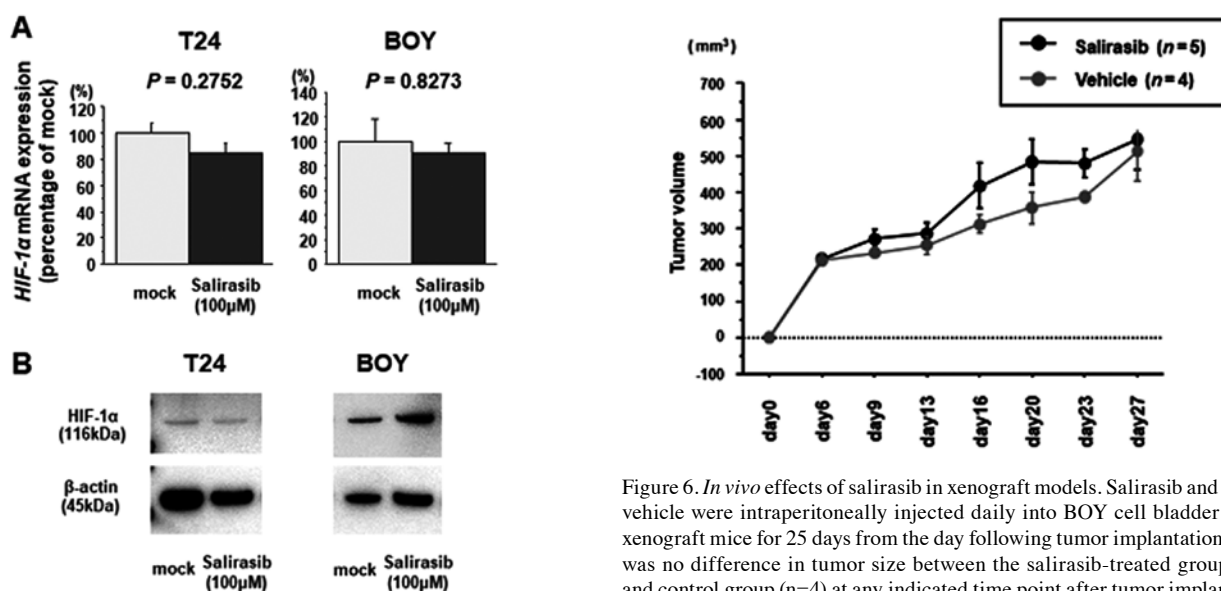 A
T24
BOY
P = 0.2752
P = 0.8273
HIF-1α mRNA expression
(percentage of mock)
(%)
120
100
80
60
40
20
0
mock
Salirasib
(100μM)
(%)
140
120
100
80
60
40
20
0
mock
Salirasib
(100μM)
B
T24
BOY
HIF-1α
(116kDa)
β-actin
(45kDa)
mock
Salirasib
(100μM)
mock
Salirasib
(100μM)
(mm³)
Salirasib (n=5)
Vehicle (n=4)
Tumor volume
700
600
500
400
300
200
100
0
-100
day0
day6
day9
day13
day16
day20
day23
day27
Figure 6. In vivo effects of salirasib in xenograft models. Salirasib and
vehicle were intraperitoneally injected daily into BOY cell bladder
xenograft mice for 25 days from the day following tumor implantation
was no difference in tumor size between the salirasib-treated group
and control group (n=4) at any indicated time point after tumor implan